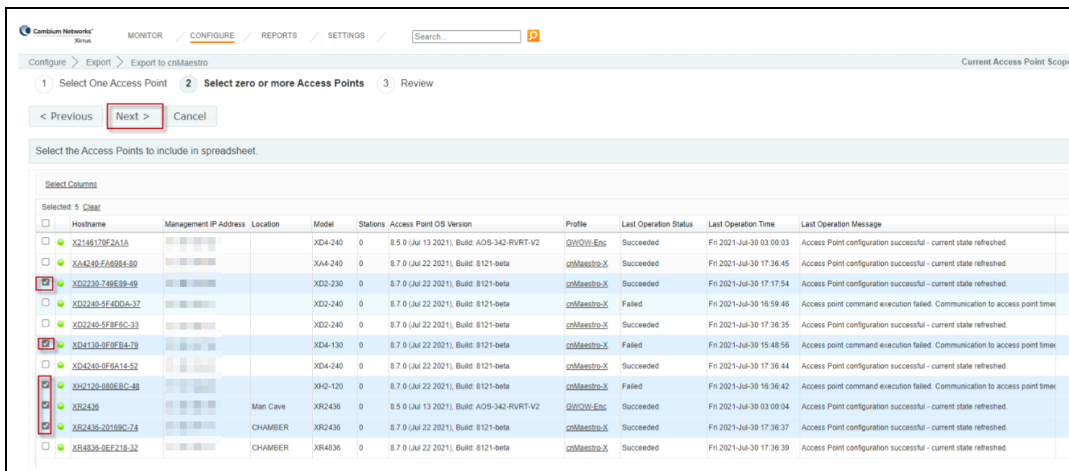 Cambium Networks™
Xirrus
MONITOR / CONFIGURE / REPORTS / SETTINGS / Search...
Configure > Export > Export to cnMaestro Current Access Point Scope
1 Select One Access Point 2 Select zero or more Access Points 3 Review
< Previous Next > Cancel
Select the Access Points to include in spreadsheet.
Select Columns
Selected: 5 Clear
Hostname Management IP Address Location Model Stations Access Point OS Version Profile Last Operation Status Last Operation Time Last Operation Message
X2146170F2A1A XD4-240 0 8.5.0 (Jul 13 2021), Build: AOS-342-RVRT-V2 GWOW-Enc Succeeded Fri 2021-Jul-30 03:00:03 Access Point configuration successful - current state refreshed.
XA4240-FA6984-80 XA4-240 0 8.7.0 (Jul 22 2021), Build: 8121-beta cnMaestro-X Succeeded Fri 2021-Jul-30 17:36:45 Access Point configuration successful - current state refreshed.
XD2230-749E89-49 XD2-230 0 8.7.0 (Jul 22 2021), Build: 8121-beta cnMaestro-X Succeeded Fri 2021-Jul-30 17:17:54 Access Point configuration successful - current state refreshed.
XD2240-5F4DDA-37 XD2-240 0 8.7.0 (Jul 22 2021), Build: 8121-beta cnMaestro-X Failed Fri 2021-Jul-30 16:59:46 Access point command execution failed. Communication to access point timed
XD2240-5F8F6C-33 XD2-240 0 8.7.0 (Jul 22 2021), Build: 8121-beta cnMaestro-X Succeeded Fri 2021-Jul-30 17:36:35 Access Point configuration successful - current state refreshed.
XD4130-0F0FB4-79 XD4-130 0 8.7.0 (Jul 22 2021), Build: 8121-beta cnMaestro-X Failed Fri 2021-Jul-30 15:48:56 Access point command execution failed. Communication to access point timed
XD4240-0F6A14-52 XD4-240 0 8.7.0 (Jul 22 2021), Build: 8121-beta cnMaestro-X Succeeded Fri 2021-Jul-30 17:36:44 Access Point configuration successful - current state refreshed.
XH2120-080EBC-48 XH2-120 0 8.7.0 (Jul 22 2021), Build: 8121-beta cnMaestro-X Failed Fri 2021-Jul-30 16:36:42 Access point command execution failed. Communication to access point timed
XR2436 Man Cave XR2436 0 8.5.0 (Jul 13 2021), Build: AOS-342-RVRT-V2 GWOW-Enc Succeeded Fri 2021-Jul-30 03:00:04 Access Point configuration successful - current state refreshed.
XR2436-20169C-74 CHAMBER XR2436 0 8.7.0 (Jul 22 2021), Build: 8121-beta cnMaestro-X Succeeded Fri 2021-Jul-30 17:36:37 Access Point configuration successful - current state refreshed.
XR4836-0EF218-32 CHAMBER XR4836 0 8.7.0 (Jul 22 2021), Build: 8121-beta cnMaestro-X Succeeded Fri 2021-Jul-30 17:36:39 Access Point configuration successful - current state refreshed.